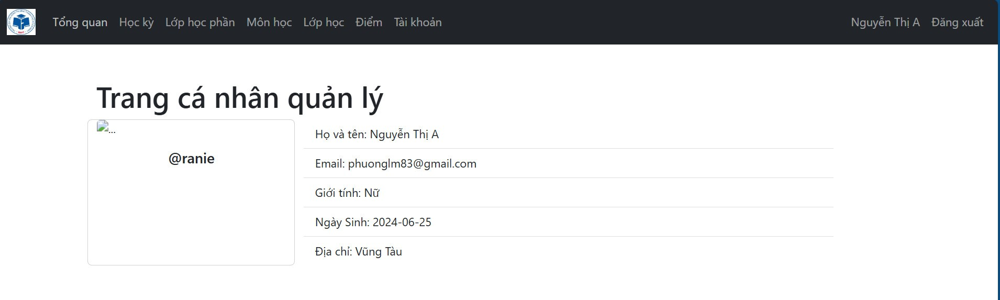 Tổng quan Học kỳ Lớp học phần Môn học Lớp học Điểm Tài khoản Nguyễn Thị A Đăng xuất
Trang cá nhân quản lý
...
@ranie
Họ và tên: Nguyễn Thị A
Email: phuonglm83@gmail.com
Giới tính: Nữ
Ngày Sinh: 2024-06-25
Địa chỉ: Vũng Tàu